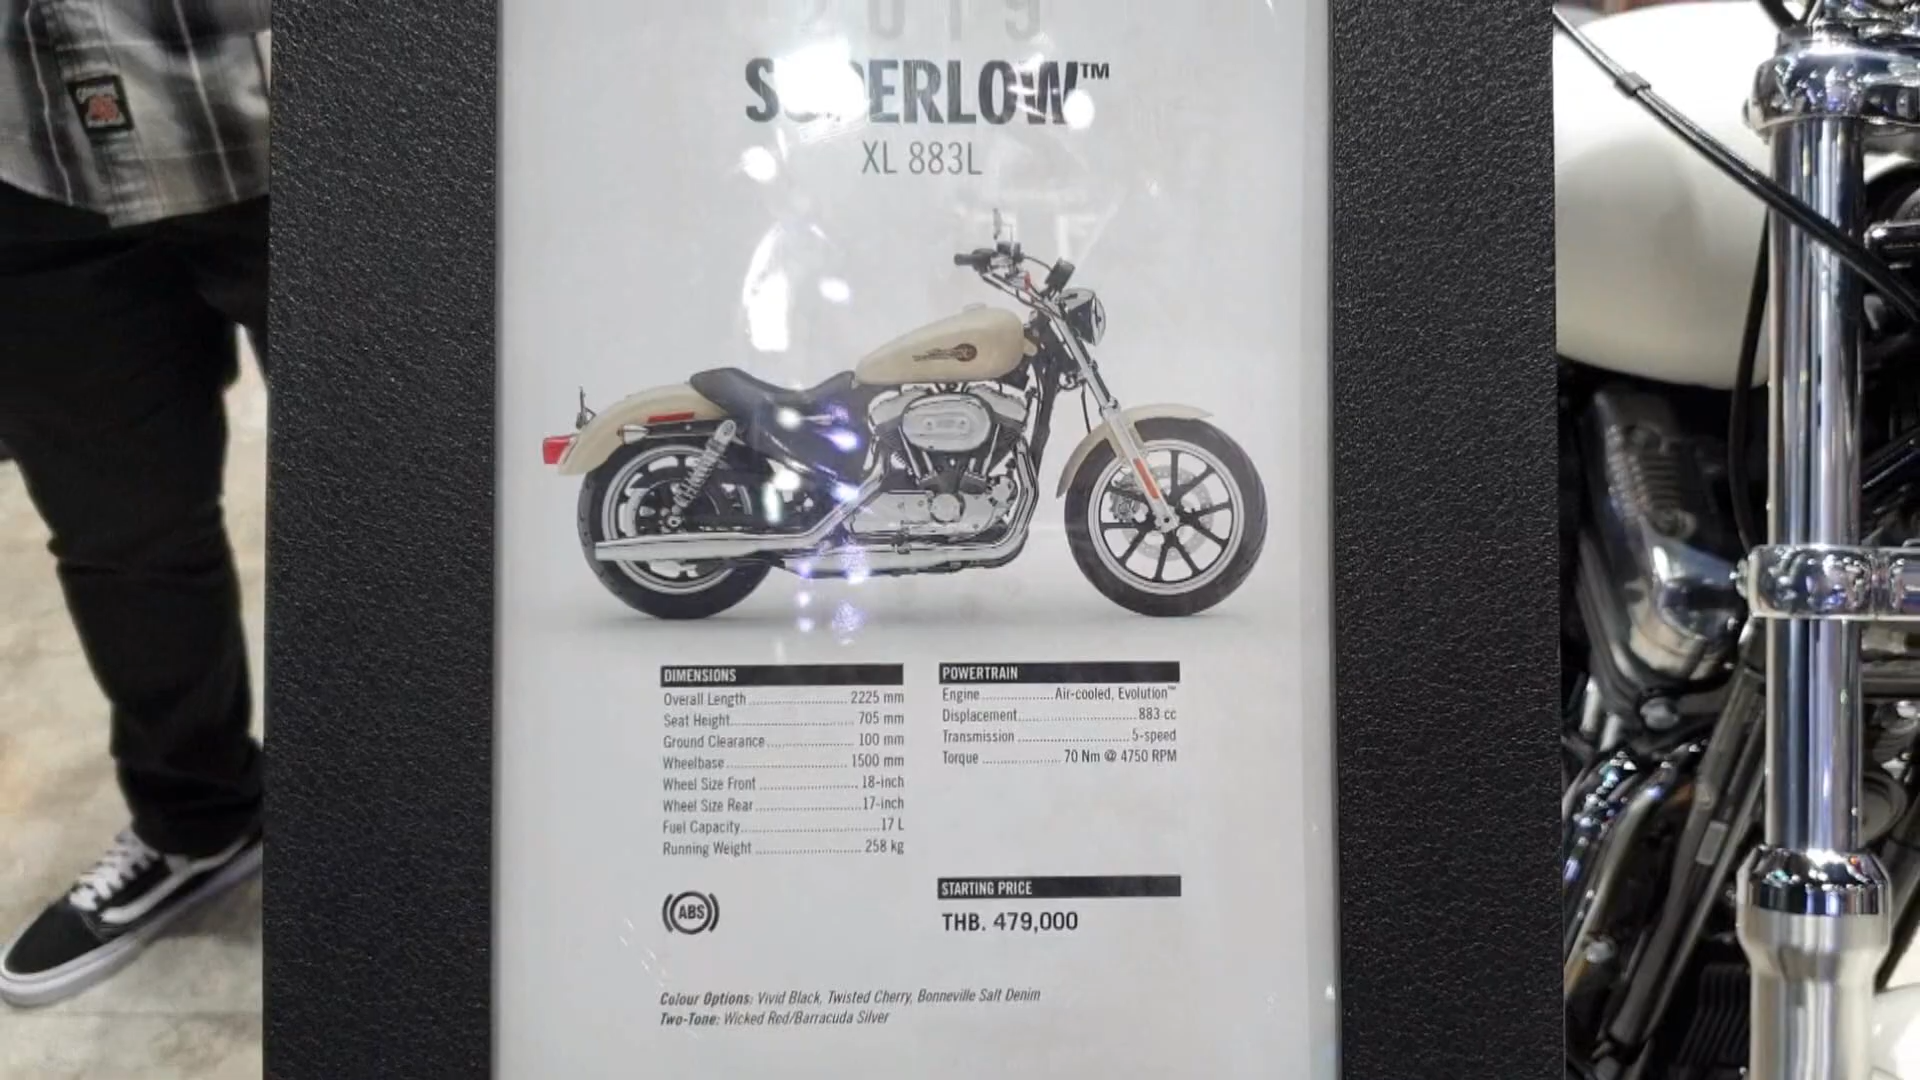 2019
SUPERLOW™
XL 883L
DIMENSIONS
Overall Length 2225 mm
Seat Height 705 mm
Ground Clearance 100 mm
Wheelbase 1500 mm
Wheel Size Front 18-inch
Wheel Size Rear 17-inch
Fuel Capacity 17 L
Running Weight 258 kg
POWERTRAIN
Engine Air-cooled, Evolution™
Displacement 883 cc
Transmission 5-speed
Torque 70 Nm @ 4750 RPM
ABS
STARTING PRICE
THB. 479,000
Colour Options: Vivid Black, Twisted Cherry, Bonneville Salt Denim
Two-Tone: Wicked Red/Barracuda Silver